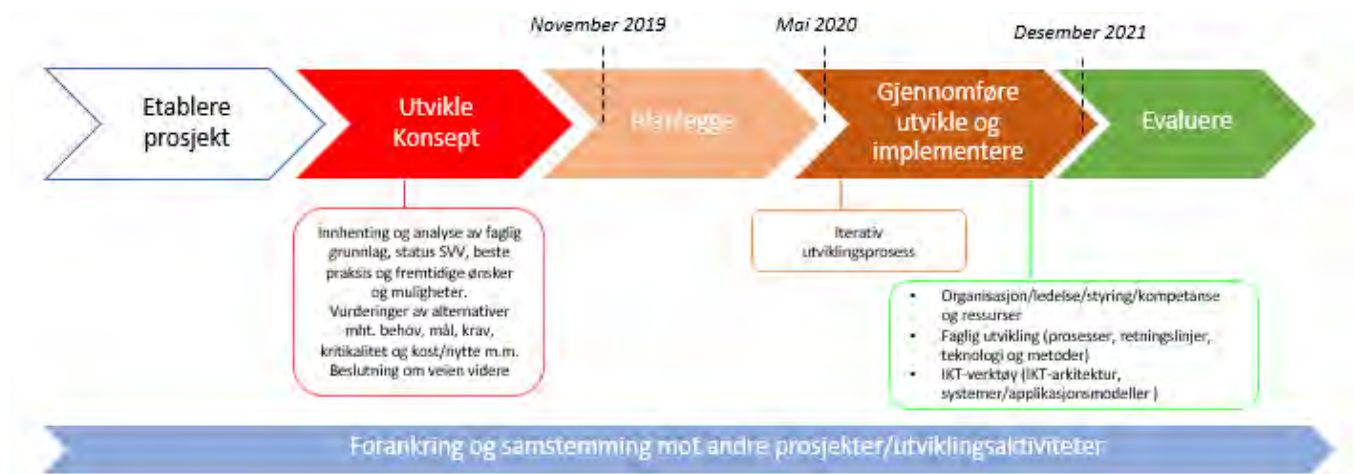 November 2019
Mai 2020
Desember 2021
Etablere
prosjekt
Utvikle
Konsept
Planlegge
Gjennomføre
utvikle og
implementere
Evaluere
Innhenting og analyse av faglig
grunnlag, status SVV, beste
praksis og fremtidige ønsker
og muligheter.
Vurderinger av alternativer
mht. behov, mål, krav,
kritikalitet og kost/nytte m.m.
Beslutning om veien videre
Iterativ
utviklingsprosess
• Organisasjon/ledelse/styring/kompetanse
og ressurser
• Faglig utvikling (prosesser, retningslinjer,
teknologi og metoder)
• IKT-verktøy (IKT-arkitektur,
systemer/applikasjonsmodeller )
Forankring og samstemming mot andre prosjekter/utviklingsaktiviteter